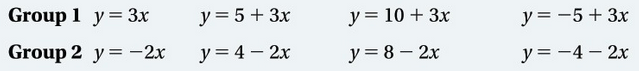 Group 1 y = 3x y = 5 + 3x y = 10 + 3x y = −5 + 3x
Group 2 y = −2x y = 4 − 2x y = 8 − 2x y = −4 − 2x